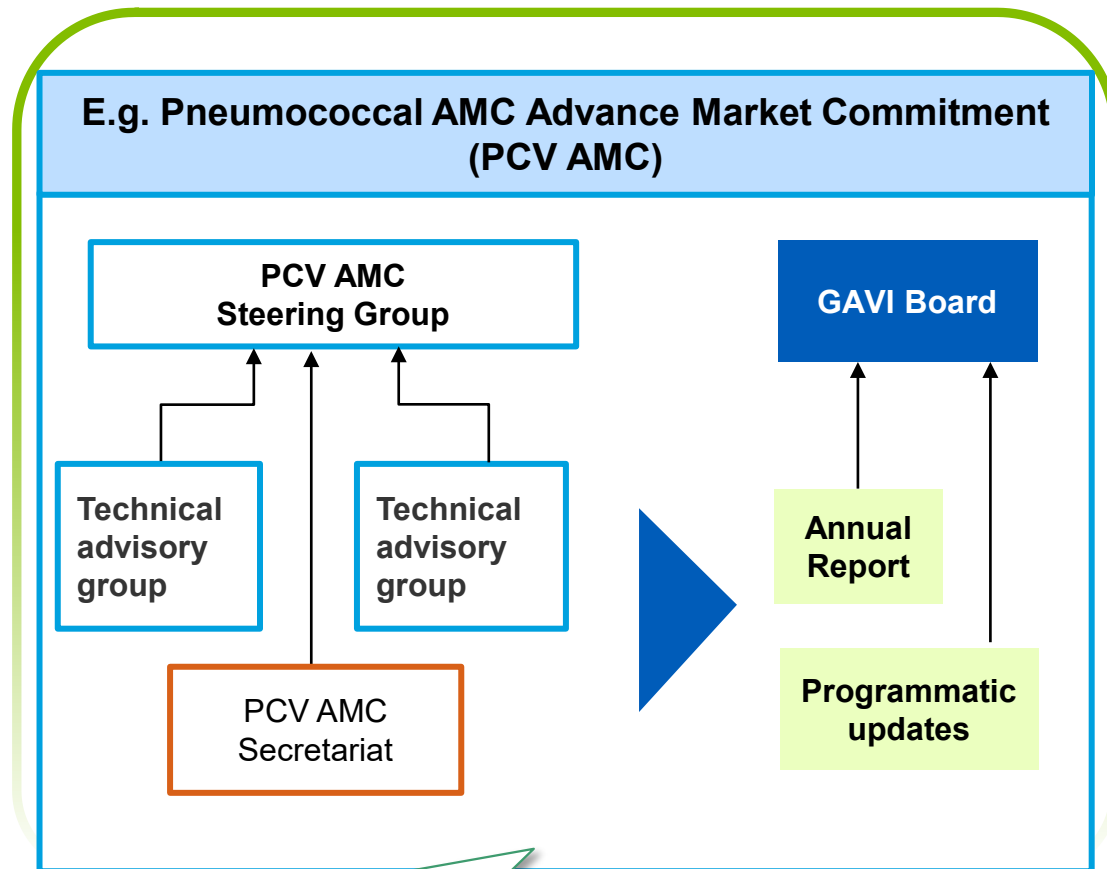 E.g. Pneumococcal AMC Advance Market Commitment
(PCV AMC)
PCV AMC
Steering Group
Technical
advisory
group
Technical
advisory
group
PCV AMC
Secretariat
GAVI Board
Annual
Report
Programmatic
updates